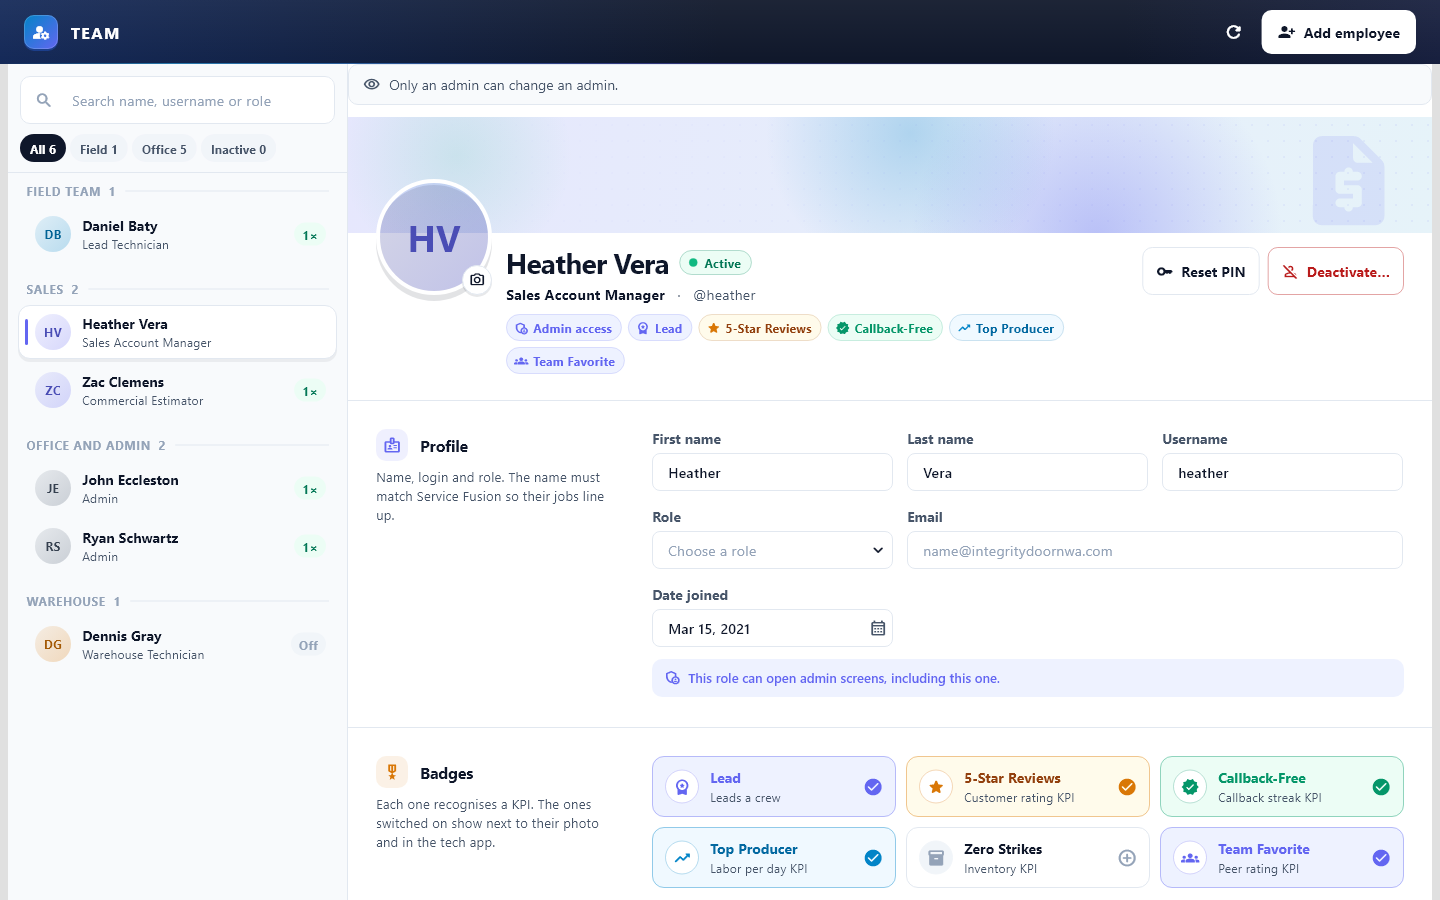 TEAM
Add employee
Search name, username or role
All 6
Field 1
Office 5
Inactive 0
FIELD TEAM 1
DB
Daniel Baty
Lead Technician
1×
SALES 2
HV
Heather Vera
Sales Account Manager
ZC
Zac Clemens
Commercial Estimator
1×
OFFICE AND ADMIN 2
JE
John Eccleston
Admin
1×
RS
Ryan Schwartz
Admin
1×
WAREHOUSE 1
DG
Dennis Gray
Warehouse Technician
Off
Only an admin can change an admin.
HV
Heather Vera
Active
Sales Account Manager · @heather
Reset PIN
Deactivate...
Admin access
Lead
5-Star Reviews
Callback-Free
Top Producer
Team Favorite
Profile
Name, login and role. The name must
match Service Fusion so their jobs line
up.
First name
Heather
Last name
Vera
Username
heather
Role
Choose a role
Email
name@integritydoornwa.com
Date joined
Mar 15, 2021
This role can open admin screens, including this one.
Badges
Each one recognises a KPI. The ones
switched on show next to their photo
and in the tech app.
Lead
Leads a crew
5-Star Reviews
Customer rating KPI
Callback-Free
Callback streak KPI
Top Producer
Labor per day KPI
Zero Strikes
Inventory KPI
Team Favorite
Peer rating KPI